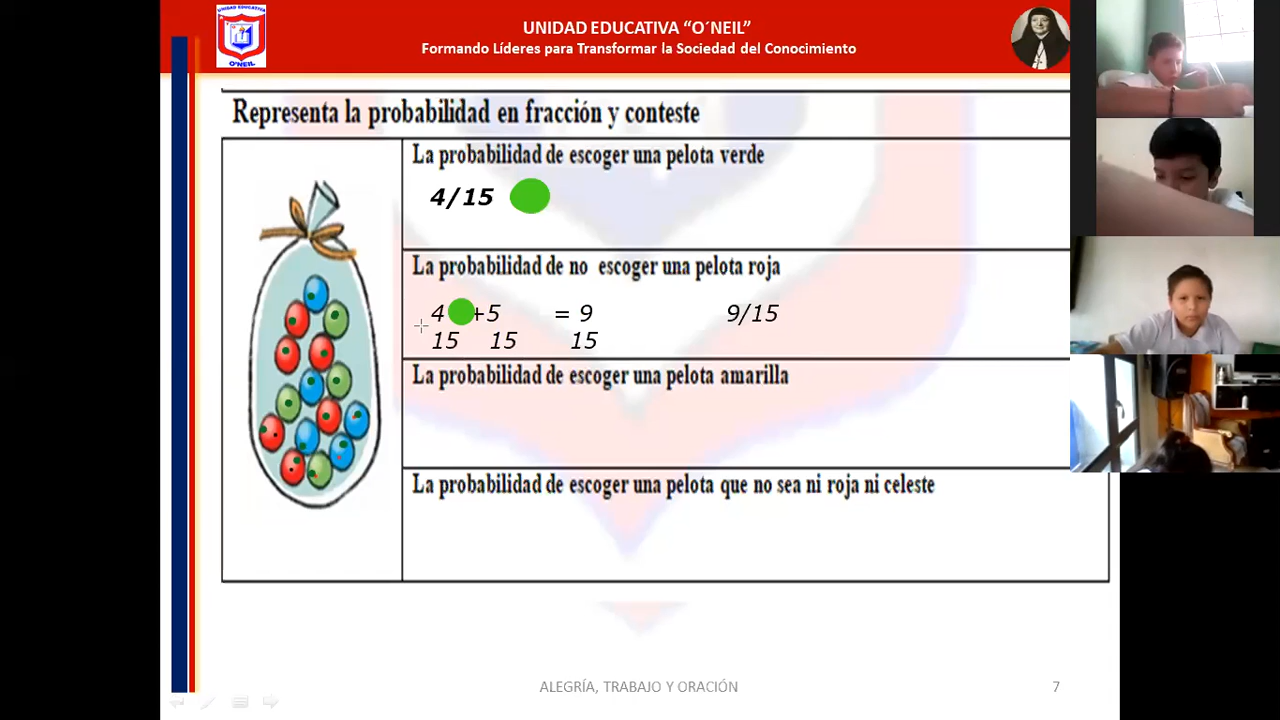 UNIDAD EDUCATIVA
O´NEIL
UNIDAD EDUCATIVA “O´NEIL”
Formando Líderes para Transformar la Sociedad del Conocimiento
Representa la probabilidad en fracción y conteste
La probabilidad de escoger una pelota verde
4/15
La probabilidad de no escoger una pelota roja
4 +5 = 9 9/15
15 15 15
La probabilidad de escoger una pelota amarilla
La probabilidad de escoger una pelota que no sea ni roja ni celeste
ALEGRÍA, TRABAJO Y ORACIÓN 7